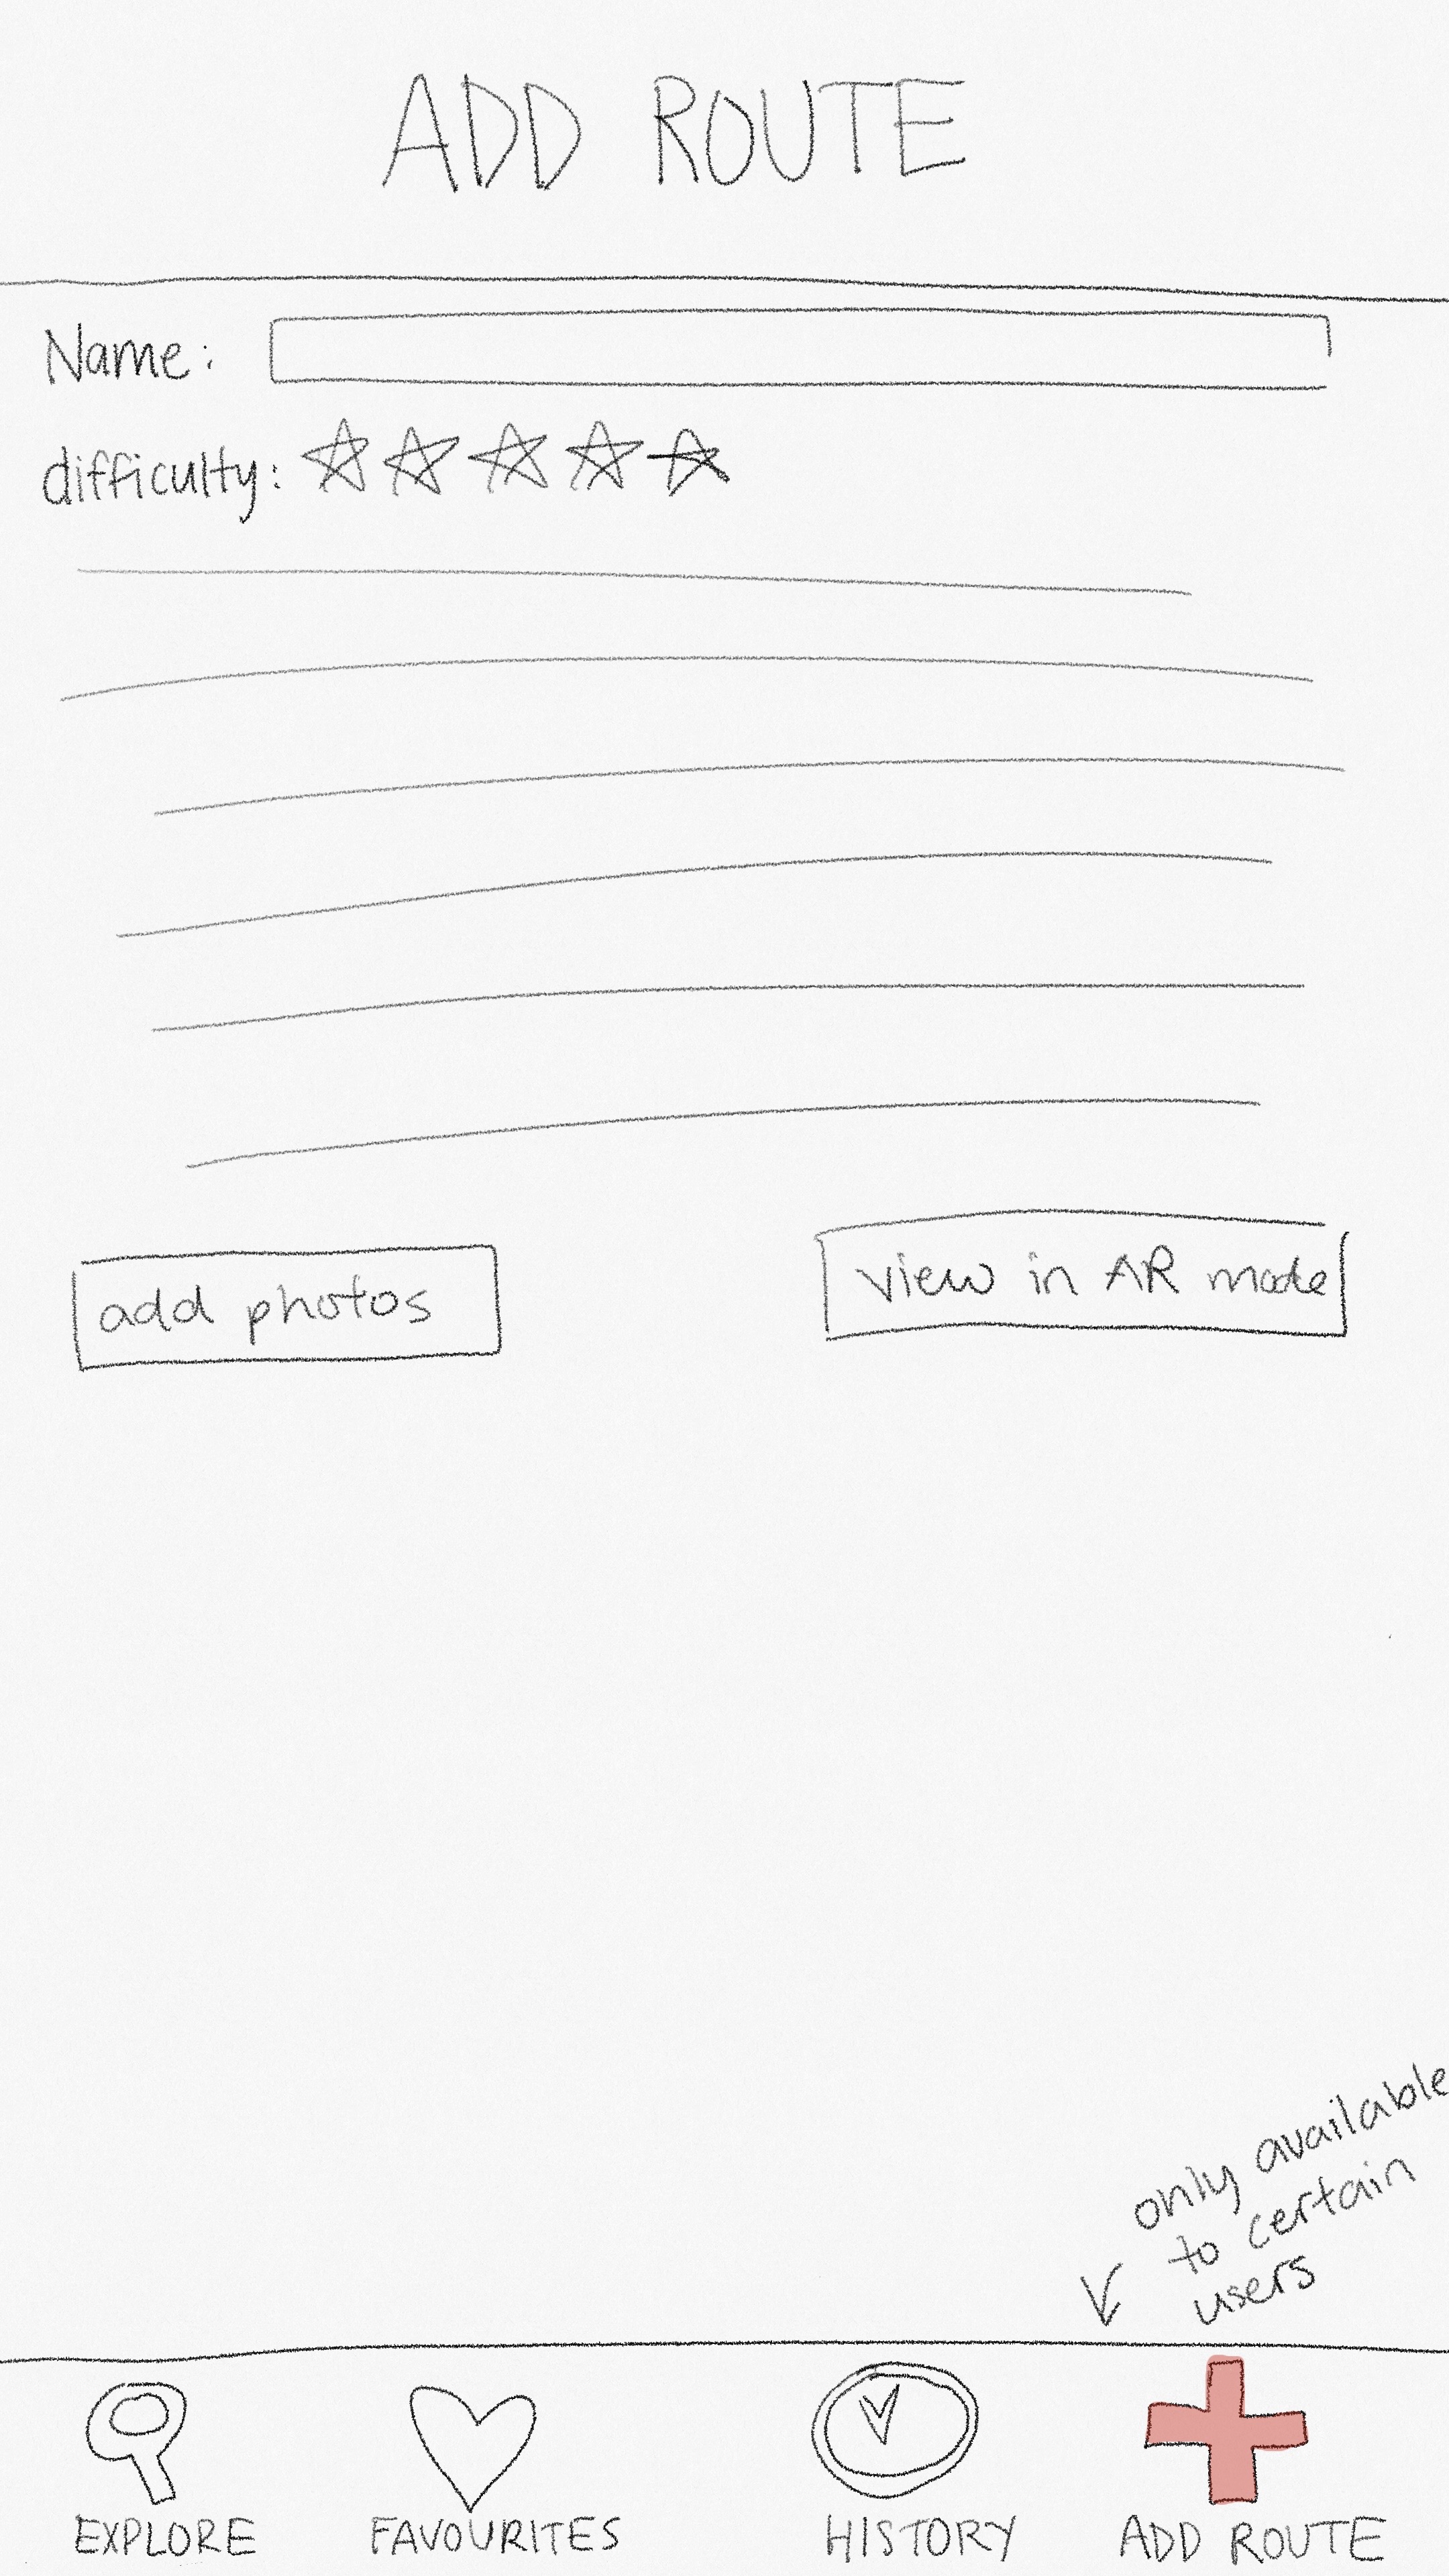 ADD ROUTE
Name:
difficulty:
add photos
view in AR mode
only available
to certain
users
EXPLORE
FAVOURITES
HISTORY
ADD ROUTE